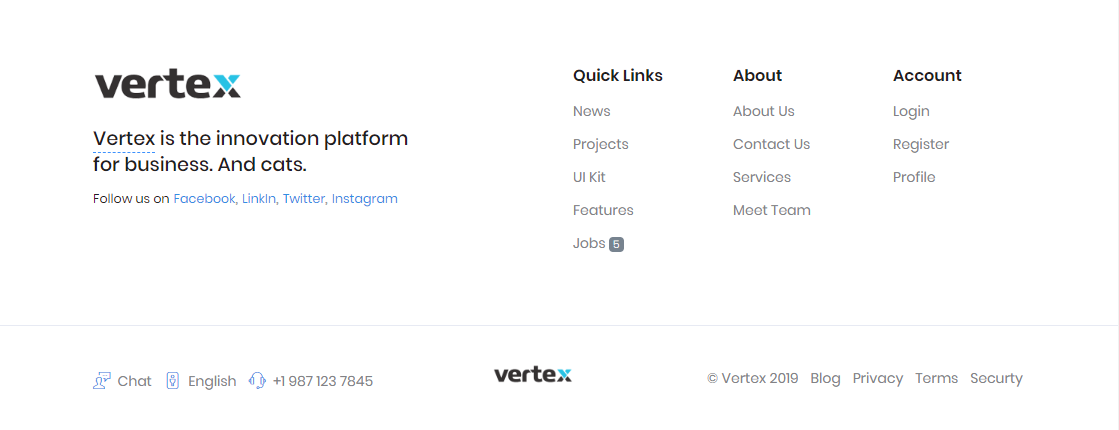 vertex
Vertex is the innovation platform
for business. And cats.
Follow us on Facebook, LinkIn, Twitter, Instagram
Quick Links
News
Projects
UI Kit
Features
Jobs 5
About
About Us
Contact Us
Services
Meet Team
Account
Login
Register
Profile
Chat English +1 987 123 7845
vertex
© Vertex 2019 Blog Privacy Terms Securty